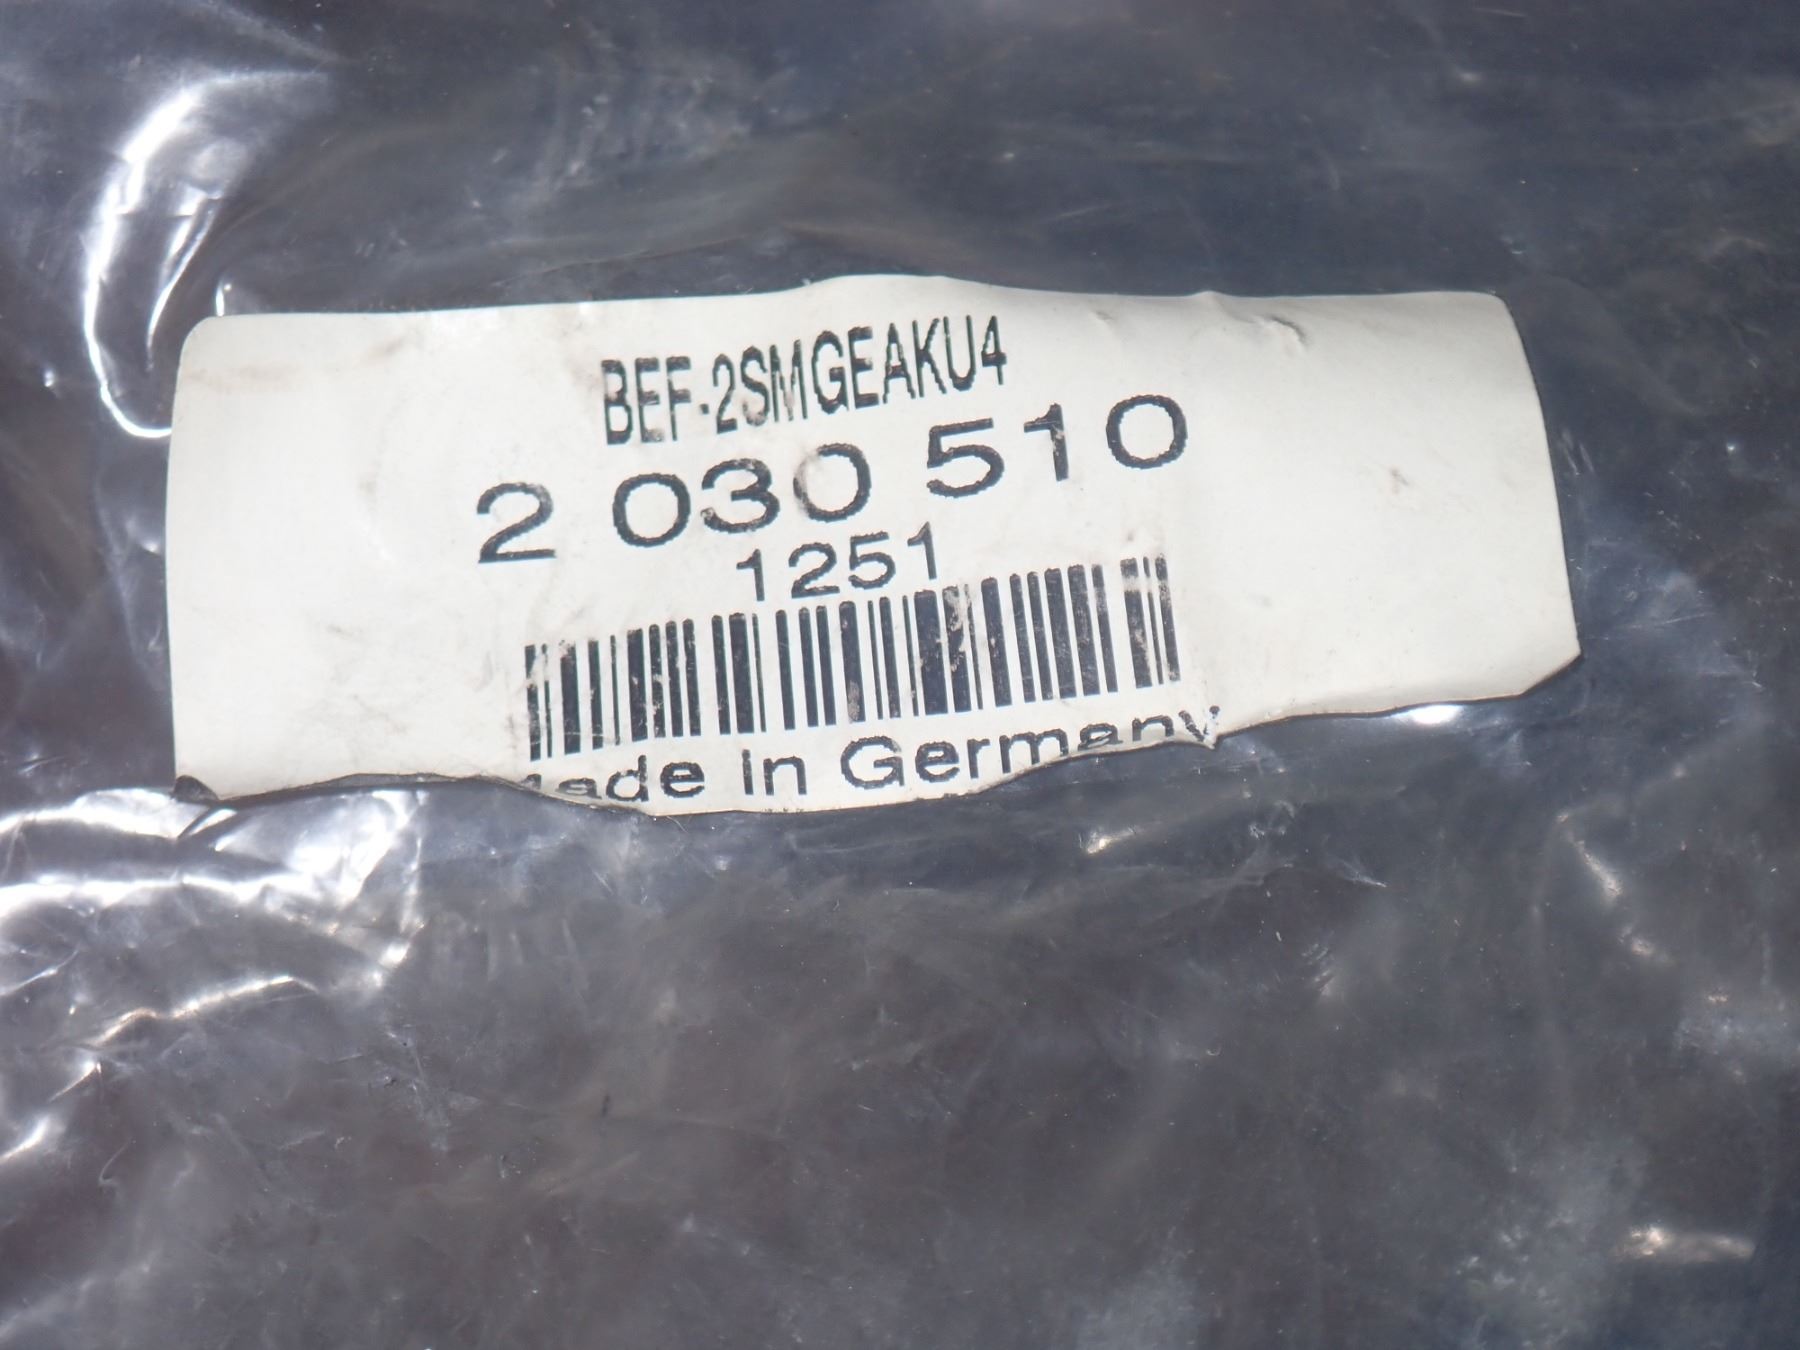 BEF-2SMGEAKU4
2 030 510
1251
Made in Germany